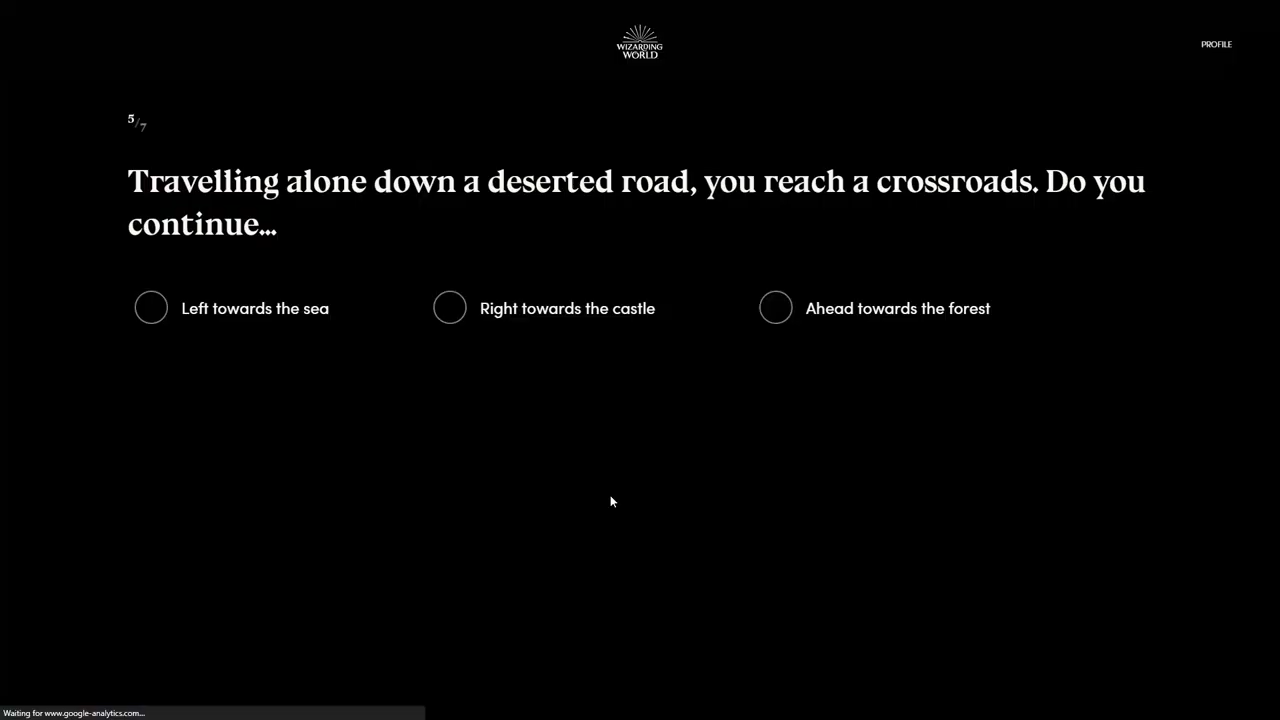 WIZARDING
WORLD
PROFILE
5/7
Travelling alone down a deserted road, you reach a crossroads. Do you
continue...
Left towards the sea
Right towards the castle
Ahead towards the forest
Waiting for www.google-analytics.com...